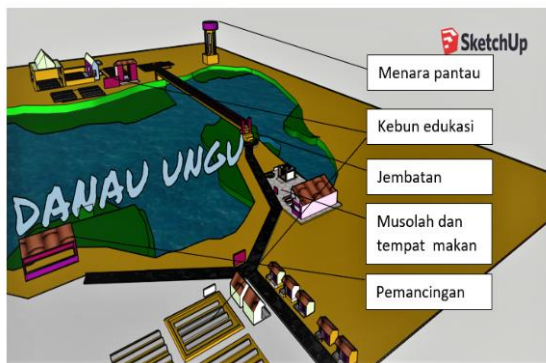 SketchUp
Menara pantau
Kebun edukasi
Jembatan
DANAU UNGU
Musolah dan
tempat makan
Pemancingan